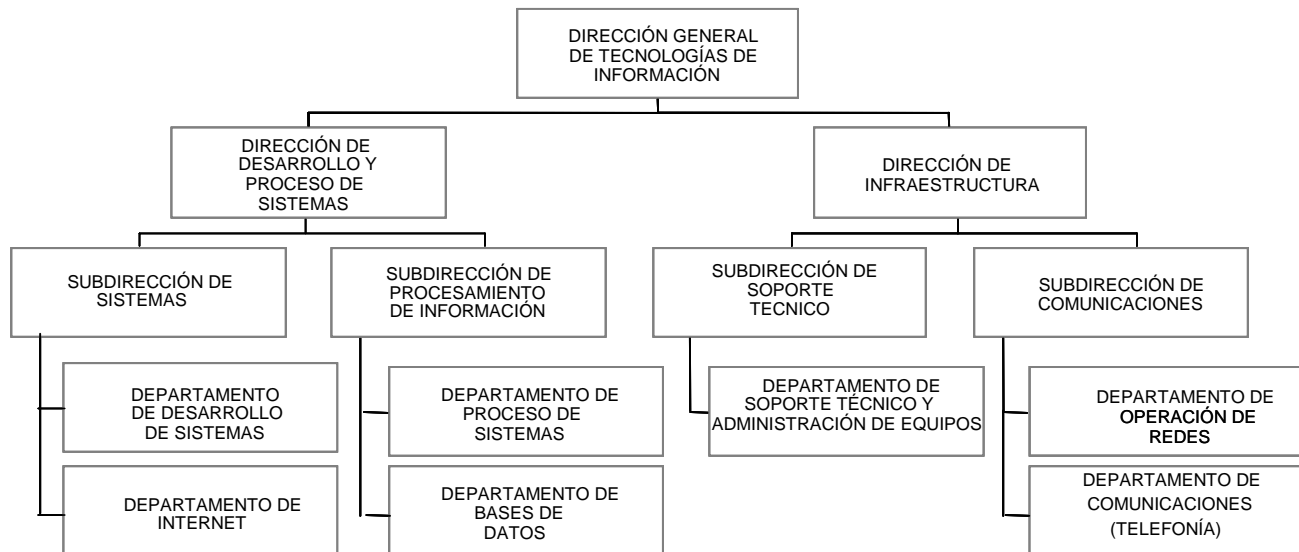 DIRECCIÓN GENERAL
DE TECNOLOGÍAS DE
INFORMACIÓN
DIRECCIÓN DE
DESARROLLO Y
PROCESO DE
SISTEMAS
DIRECCIÓN DE
INFRAESTRUCTURA
SUBDIRECCIÓN DE
SISTEMAS
SUBDIRECCIÓN DE
PROCESAMIENTO
DE INFORMACIÓN
SUBDIRECCIÓN DE
SOPORTE
TECNICO
SUBDIRECCIÓN DE
COMUNICACIONES
DEPARTAMENTO
DE DESARROLLO
DE SISTEMAS
DEPARTAMENTO DE
PROCESO DE
SISTEMAS
DEPARTAMENTO DE
SOPORTE TÉCNICO Y
ADMINISTRACIÓN DE EQUIPOS
DEPARTAMENTO DE
OPERACIÓN DE
REDES
DEPARTAMENTO DE
INTERNET
DEPARTAMENTO DE
BASES DE
DATOS
DEPARTAMENTO DE
COMUNICACIONES
(TELEFONÍA)